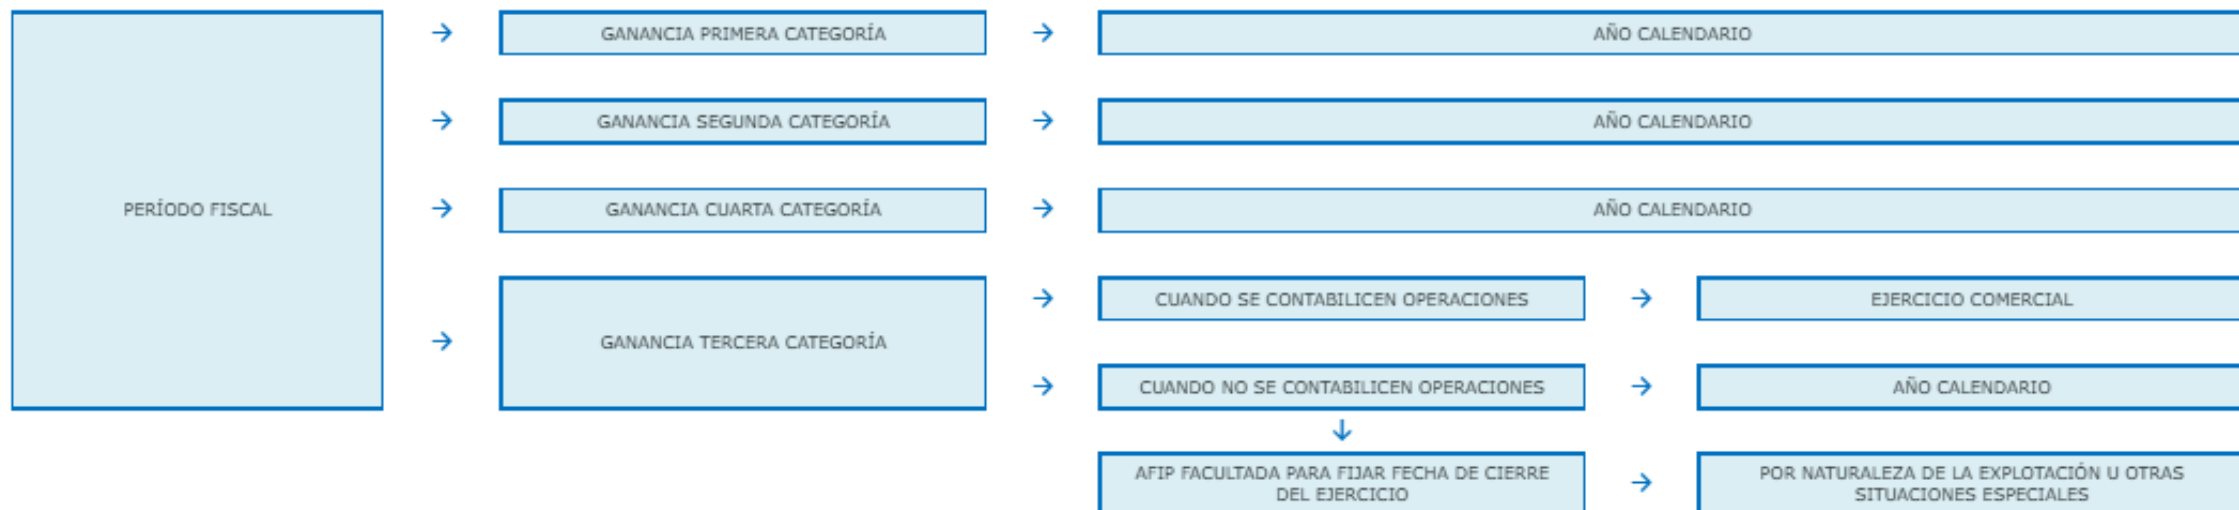 GANANCIA PRIMERA CATEGORÍA → AÑO CALENDARIO
GANANCIA SEGUNDA CATEGORÍA → AÑO CALENDARIO
PERÍODO FISCAL → GANANCIA CUARTA CATEGORÍA → AÑO CALENDARIO
CUANDO SE CONTABILICEN OPERACIONES → EJERCICIO COMERCIAL
GANANCIA TERCERA CATEGORÍA
CUANDO NO SE CONTABILICEN OPERACIONES → AÑO CALENDARIO
AFIP FACULTADA PARA FIJAR FECHA DE CIERRE
DEL EJERCICIO
POR NATURALEZA DE LA EXPLOTACIÓN U OTRAS
SITUACIONES ESPECIALES